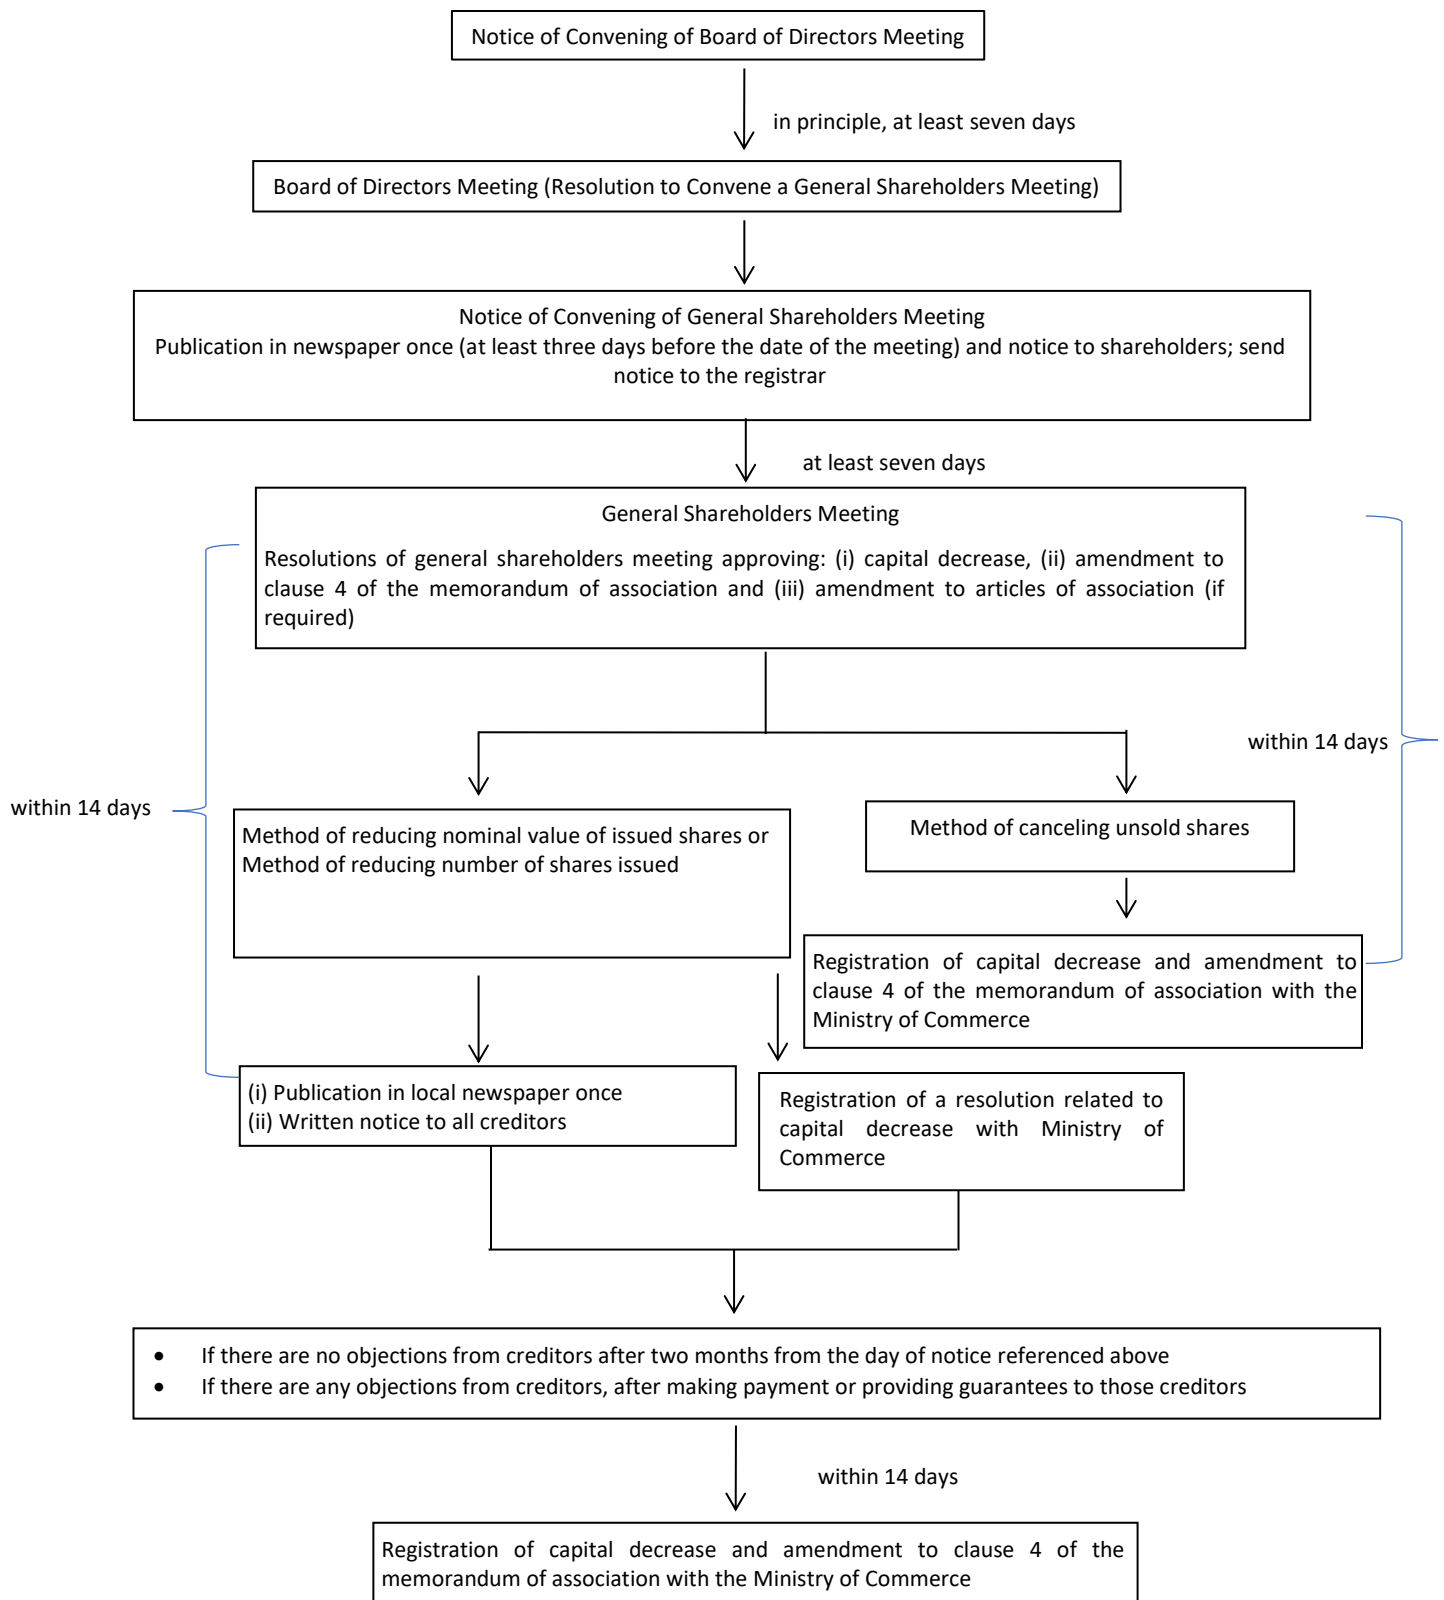 Notice of Convening of Board of Directors Meeting
in principle, at least seven days
Board of Directors Meeting (Resolution to Convene a General Shareholders Meeting)
Notice of Convening of General Shareholders Meeting
Publication in newspaper once (at least three days before the date of the meeting) and notice to shareholders; send
notice to the registrar
at least seven days
General Shareholders Meeting
Resolutions of general shareholders meeting approving: (i) capital decrease, (ii) amendment to
clause 4 of the memorandum of association and (iii) amendment to articles of association (if
required)
within 14 days
within 14 days
Method of reducing nominal value of issued shares or
Method of reducing number of shares issued
Method of canceling unsold shares
Registration of capital decrease and amendment to
clause 4 of the memorandum of association with the
Ministry of Commerce
(i) Publication in local newspaper once
(ii) Written notice to all creditors
Registration of a resolution related to
capital decrease with Ministry of
Commerce
• If there are no objections from creditors after two months from the day of notice referenced above
• If there are any objections from creditors, after making payment or providing guarantees to those creditors
within 14 days
Registration of capital decrease and amendment to clause 4 of the
memorandum of association with the Ministry of Commerce